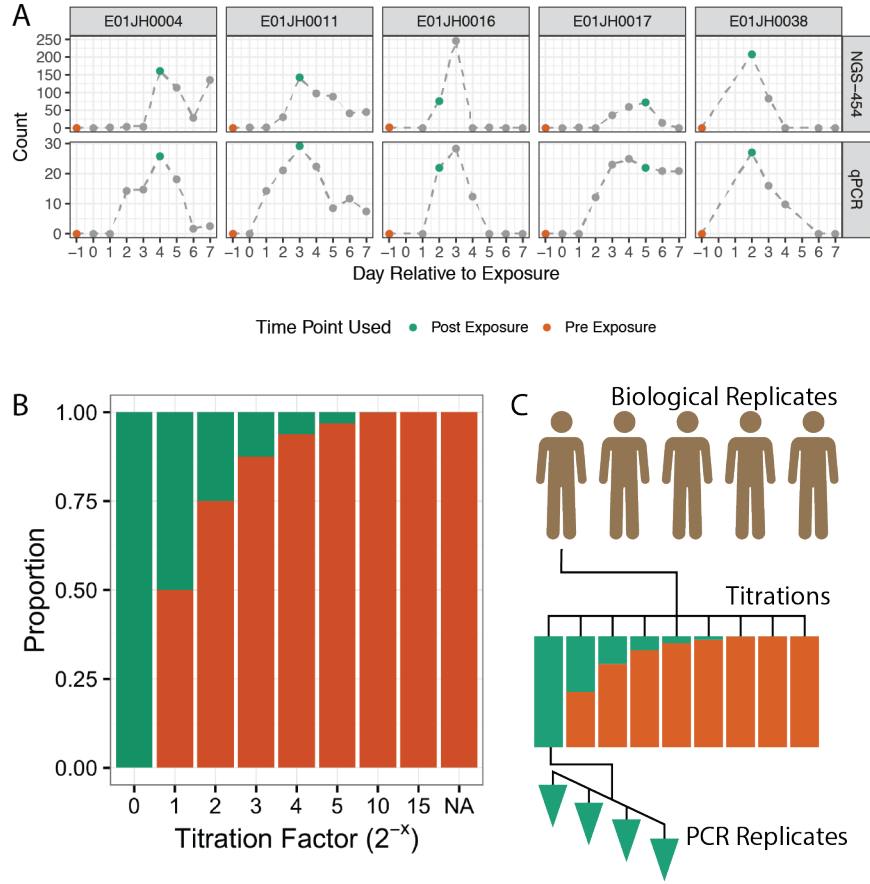 A
E01JH0004 E01JH0011 E01JH0016 E01JH0017 E01JH0038
250
200
150
100
50
0
NGS−454
Count
30
20
10
0
qPCR
−1 0 1 2 3 4 5 6 7 −1 0 1 2 3 4 5 6 7 −1 0 1 2 3 4 5 6 7 −1 0 1 2 3 4 5 6 7 −1 0 1 2 3 4 5 6 7
Day Relative to Exposure
Time Point Used Post Exposure Pre Exposure
B
1.00
0.75
0.50
0.25
0.00
Proportion
0 1 2 3 4 5 10 15 NA
Titration Factor (2⁻ˣ)
C
Biological Replicates
Titrations
PCR Replicates